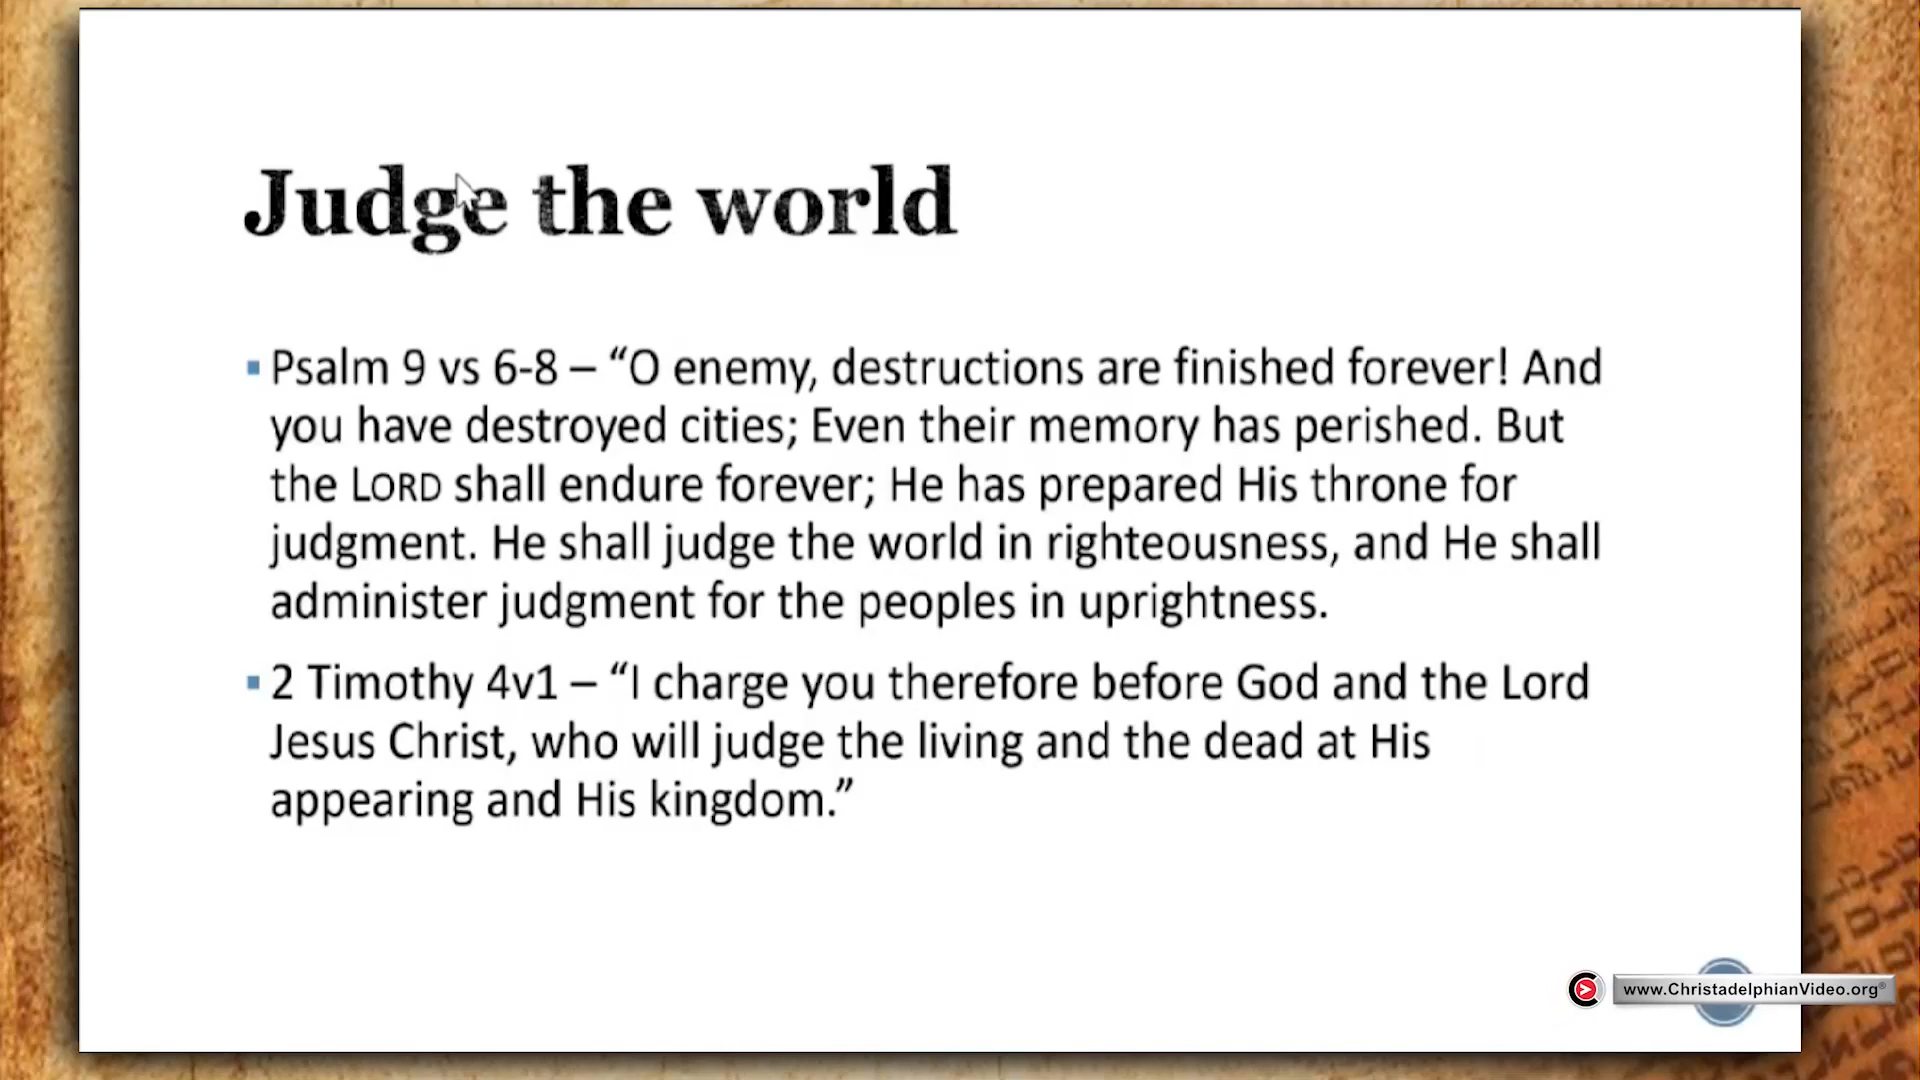 Judge the world
▪ Psalm 9 vs 6-8 – “O enemy, destructions are finished forever! And
you have destroyed cities; Even their memory has perished. But
the LORD shall endure forever; He has prepared His throne for
judgment. He shall judge the world in righteousness, and He shall
administer judgment for the peoples in uprightness.
▪ 2 Timothy 4v1 – “I charge you therefore before God and the Lord
Jesus Christ, who will judge the living and the dead at His
appearing and His kingdom.”
www.ChristadelphianVideo.org®